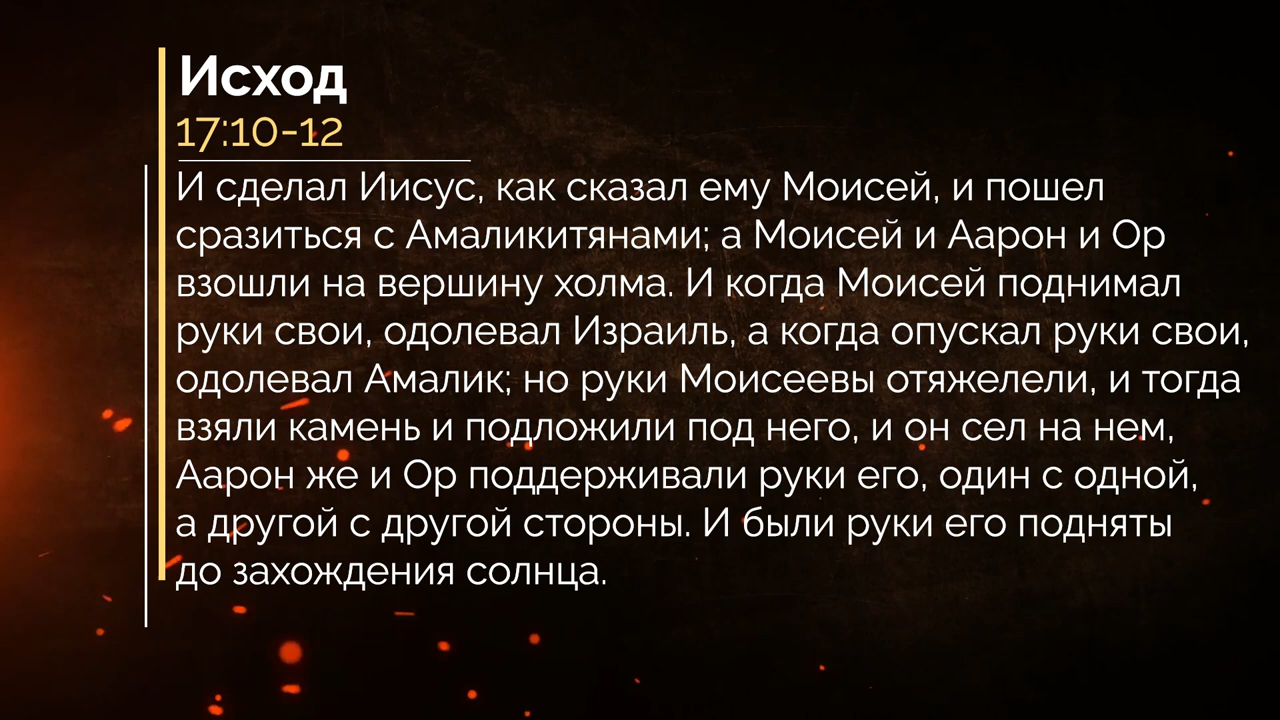 Исход
17:10-12
И сделал Иисус, как сказал ему Моисей, и пошел
сразиться с Амаликитянами; а Моисей и Аарон и Ор
взошли на вершину холма. И когда Моисей поднимал
руки свои, одолевал Израиль, а когда опускал руки свои,
одолевал Амалик; но руки Моисеевы отяжелели, и тогда
взяли камень и подложили под него, и он сел на нем,
Аарон же и Ор поддерживали руки его, один с одной,
а другой с другой стороны. И были руки его подняты
до захождения солнца.